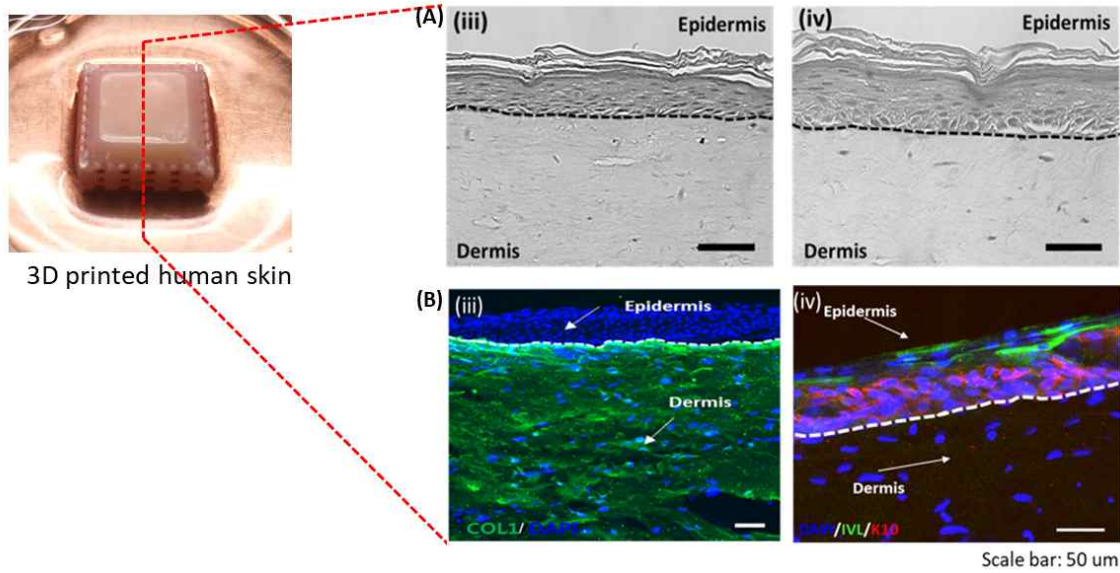 (A)
(iii)
Epidermis
Dermis
(iv)
Epidermis
Dermis
3D printed human skin
(B)
(iii)
Epidermis
Dermis
COL1/DAPI
(iv)
Epidermis
Dermis
DAPI/IVL/K10
Scale bar: 50 um